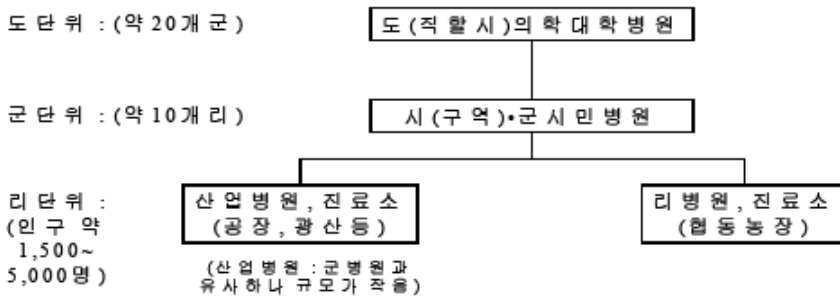 도단위 : (약20개군)
도(직할시)의학대학병원
군단위 : (약10개리)
시(구역)•군시민병원
리단위 :
(인구 약
1,500~
5,000명)
산업병원, 진료소
(공장, 광산등)
(산업병원 : 군병원과
유사하나 규모가 작음)
리병원, 진료소
(협동농장)